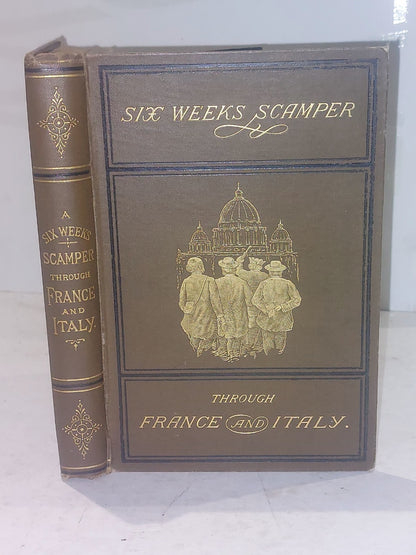 A
SIX WEEKS
SCAMPER
THROUGH
FRANCE
AND
ITALY.
SIX WEEKS SCAMPER
THROUGH
FRANCE AND ITALY.